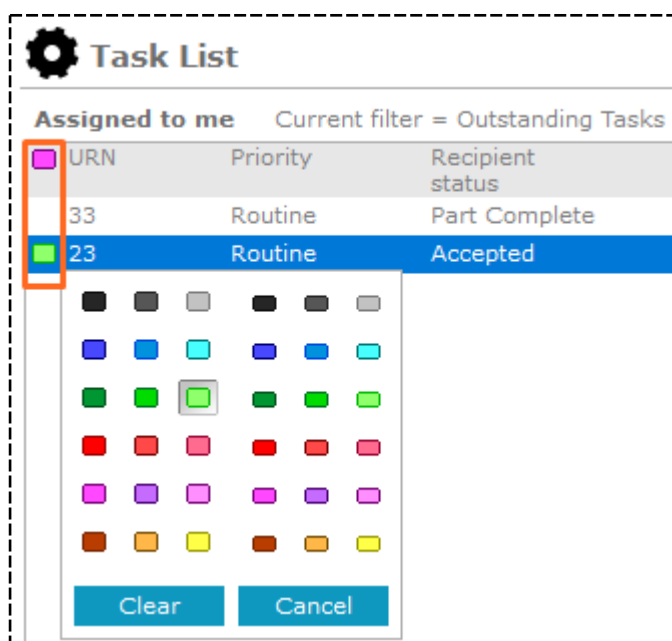 Task List
Assigned to me Current filter = Outstanding Tasks
URN Priority Recipient status
33 Routine Part Complete
23 Routine Accepted
Clear Cancel